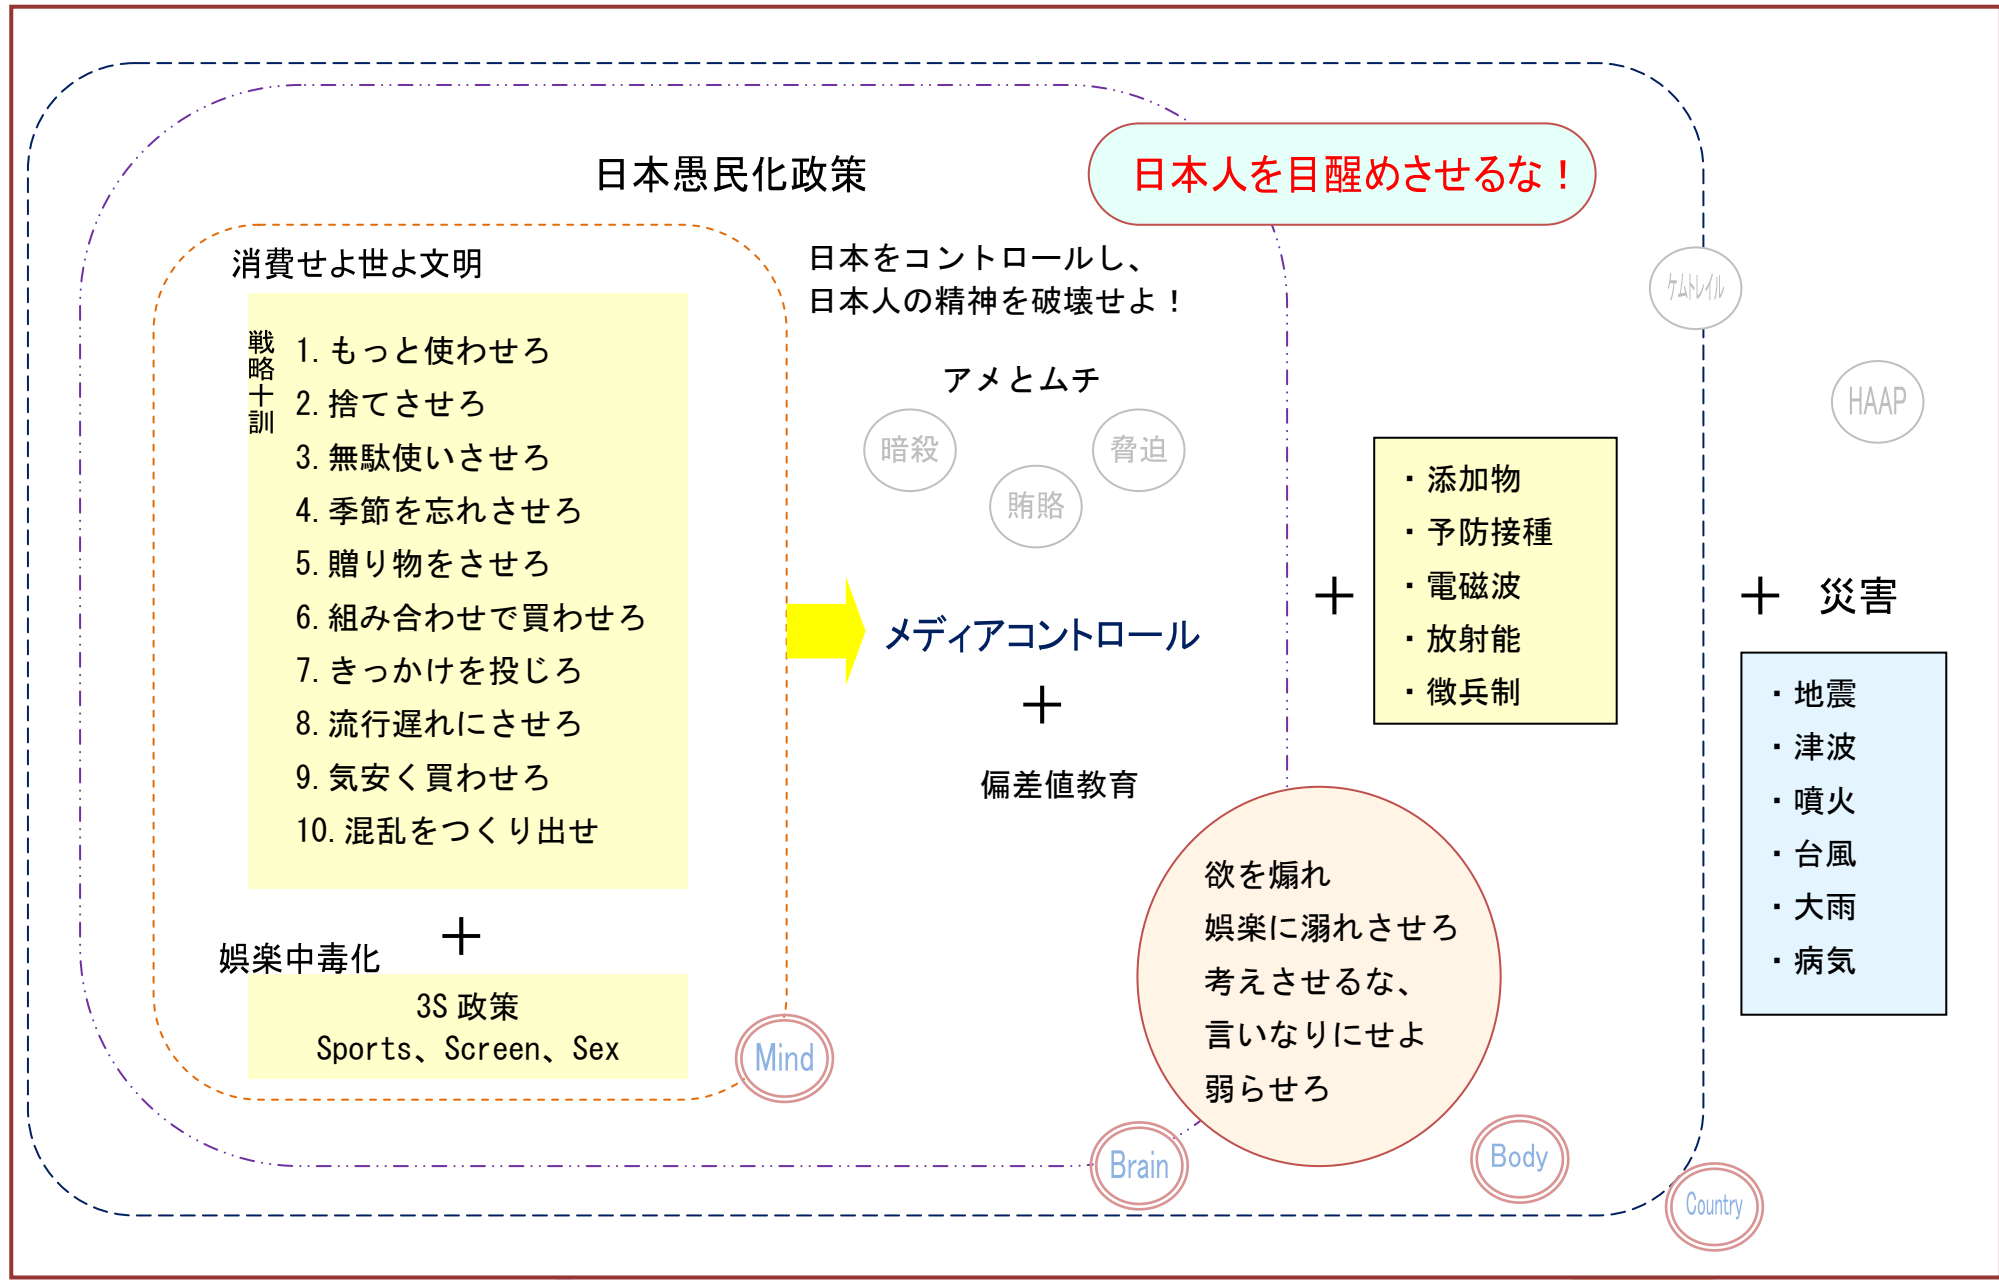 日本愚民化政策
日本人を目醒めさせるな！
消費せよ世よ文明
戦略十訓
1. もっと使わせろ
2. 捨てさせろ
3. 無駄使いさせろ
4. 季節を忘れさせろ
5. 贈り物をさせろ
6. 組み合わせで買わせろ
7. きっかけを投じろ
8. 流行遅れにさせろ
9. 気安く買わせろ
10. 混乱をつくり出せ
＋
娯楽中毒化
3S 政策
Sports、Screen、Sex
Mind
日本をコントロールし、
日本人の精神を破壊せよ！
アメとムチ
暗殺
賄賂
脅迫
メディアコントロール
＋
偏差値教育
Brain
欲を煽れ
娯楽に溺れさせろ
考えさせるな、
言いなりにせよ
弱らせろ
＋
・添加物
・予防接種
・電磁波
・放射能
・徴兵制
Body
ケムトレイル
HAAP
＋ 災害
・地震
・津波
・噴火
・台風
・大雨
・病気
Country